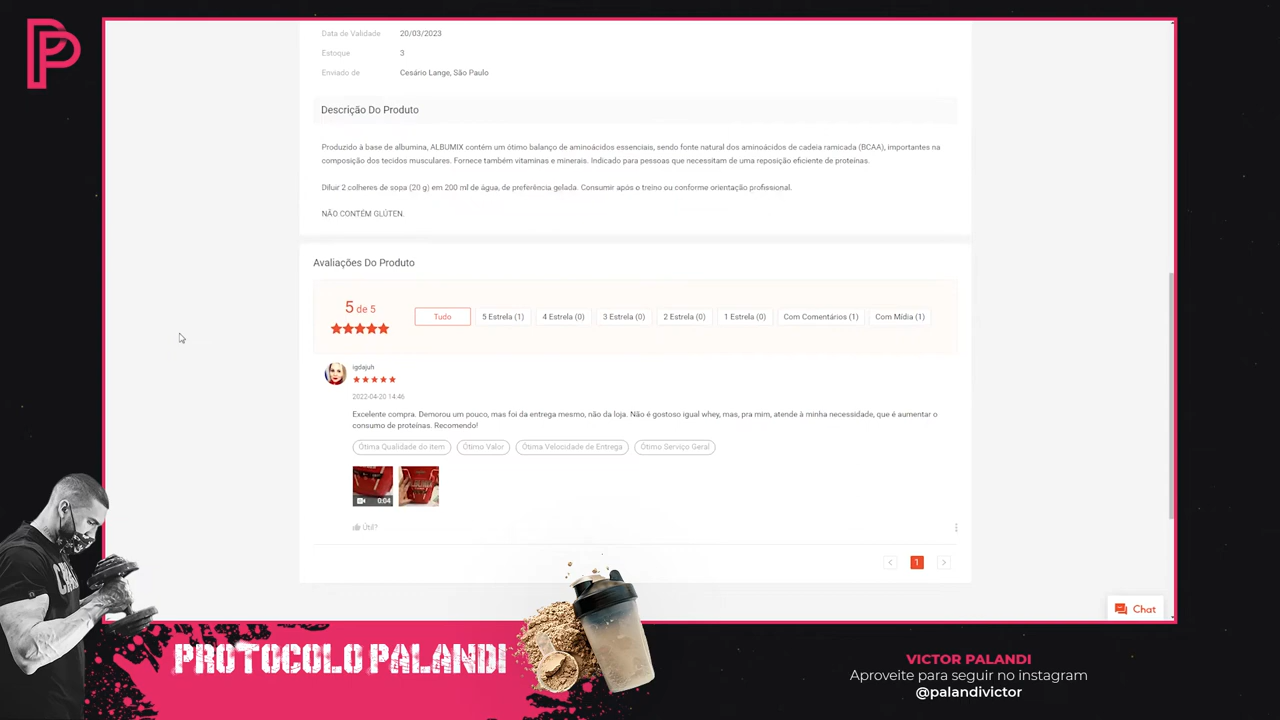 Data de Validade 20/03/2023
Estoque 3
Enviado de Cesário Lange, São Paulo
Descrição Do Produto
Produzido à base de albumina, ALBUMIX contém um ótimo balanço de aminoácidos essenciais, sendo fonte natural dos aminoácidos de cadeia ramicada (BCAA), importantes na
composição dos tecidos musculares. Fornece também vitaminas e minerais. Indicado para pessoas que necessitam de uma reposição eficiente de proteínas.
Diluir 2 colheres de sopa (20 g) em 200 ml de água, de preferência gelada. Consumir após o treino ou conforme orientação profissional.
NÃO CONTÉM GLÚTEN.
Avaliações Do Produto
5 de 5
Tudo
5 Estrela (1)
4 Estrela (0)
3 Estrela (0)
2 Estrela (0)
1 Estrela (0)
Com Comentários (1)
Com Mídia (1)
igdajuh
2022-04-20 14:46
Excelente compra. Demorou um pouco, mas foi da entrega mesmo, não da loja. Não é gostoso igual whey, mas, pra mim, atende à minha necessidade, que é aumentar o
consumo de proteínas. Recomendo!
Ótima Qualidade do item
Ótimo Valor
Ótima Velocidade de Entrega
Ótimo Serviço Geral
0:04
Útil?
1
Chat
PROTOCOLO PALANDI
VICTOR PALANDI
Aproveite para seguir no instagram
@palandivictor